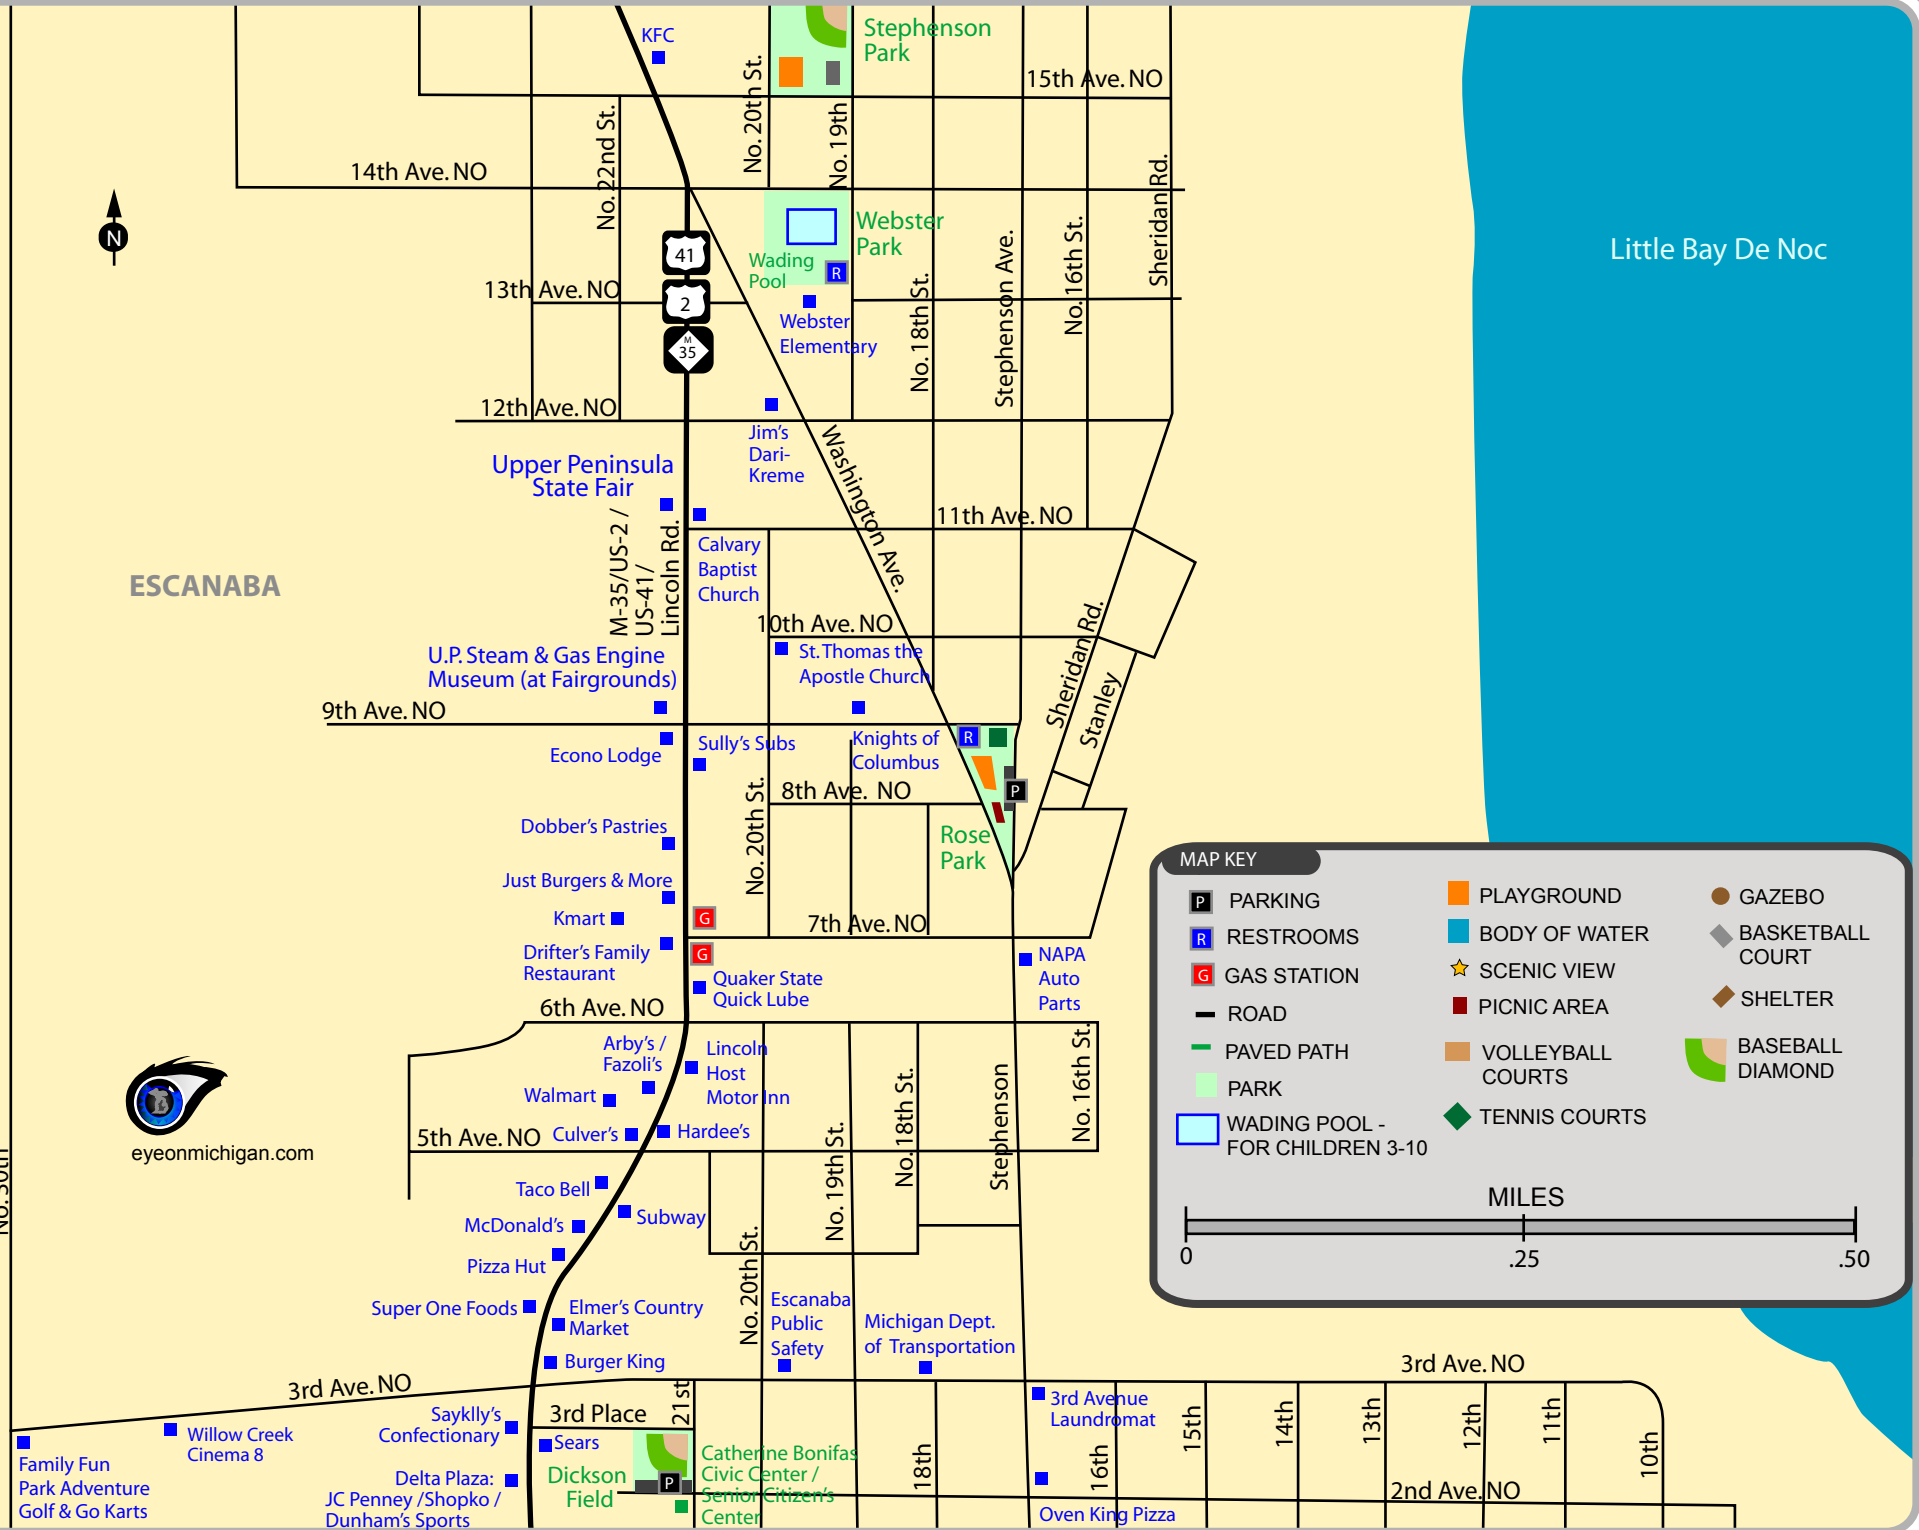 KFC
Stephenson
Park
15th Ave. NO
No. 20th St.
No. 19th
No. 22nd St.
14th Ave. NO
Sheridan Rd.
N
41
2
M
35
Webster
Park
Wading
Pool
R
Webster
Elementary
13th Ave. NO
No. 18th St.
Stephenson Ave.
No. 16th St.
Little Bay De Noc
12th Ave. NO
Jim's
Dari-
Kreme
Washington Ave.
Upper Peninsula
State Fair
M-35/US-2 /
US-41/
Lincoln Rd.
11th Ave. NO
Calvary
Baptist
Church
ESCANABA
10th Ave. NO
St. Thomas the
Apostle Church
U.P. Steam & Gas Engine
Museum (at Fairgrounds)
Sheridan Rd.
Stanley
9th Ave. NO
Econo Lodge
Sully's Subs
Knights of
Columbus
R
P
8th Ave. NO
No. 20th St.
Rose
Park
Dobber's Pastries
Just Burgers & More
Kmart
G
7th Ave. NO
Drifter's Family
Restaurant
G
Quaker State
Quick Lube
NAPA
Auto
Parts
6th Ave. NO
Arby's /
Fazoli's
Lincoln
Host
Motor Inn
Walmart
Culver's
Hardee's
5th Ave. NO
No. 19th St.
No. 18th St.
Stephenson
No. 16th St.
eyeonmichigan.com
No. 30th
Taco Bell
McDonald's
Subway
Pizza Hut
No. 20th St.
Super One Foods
Elmer's Country
Market
Burger King
Escanaba
Public
Safety
Michigan Dept.
of Transportation
3rd Ave. NO
3rd Ave. NO
3rd Place
21st
Sayklly's
Confectionary
Willow Creek
Cinema 8
Family Fun
Park Adventure
Golf & Go Karts
Sears
Delta Plaza:
JC Penney /Shopko /
Dunham's Sports
Dickson
Field
P
Catherine Bonifas
Civic Center /
Senior Citizen's
Center
18th
3rd Avenue
Laundromat
16th
15th
14th
13th
12th
11th
10th
2nd Ave. NO
Oven King Pizza
MAP KEY
P PARKING
R RESTROOMS
G GAS STATION
ROAD
PAVED PATH
PARK
WADING POOL -
FOR CHILDREN 3-10
PLAYGROUND
BODY OF WATER
SCENIC VIEW
PICNIC AREA
VOLLEYBALL
COURTS
TENNIS COURTS
GAZEBO
BASKETBALL
COURT
SHELTER
BASEBALL
DIAMOND
MILES
0 .25 .50